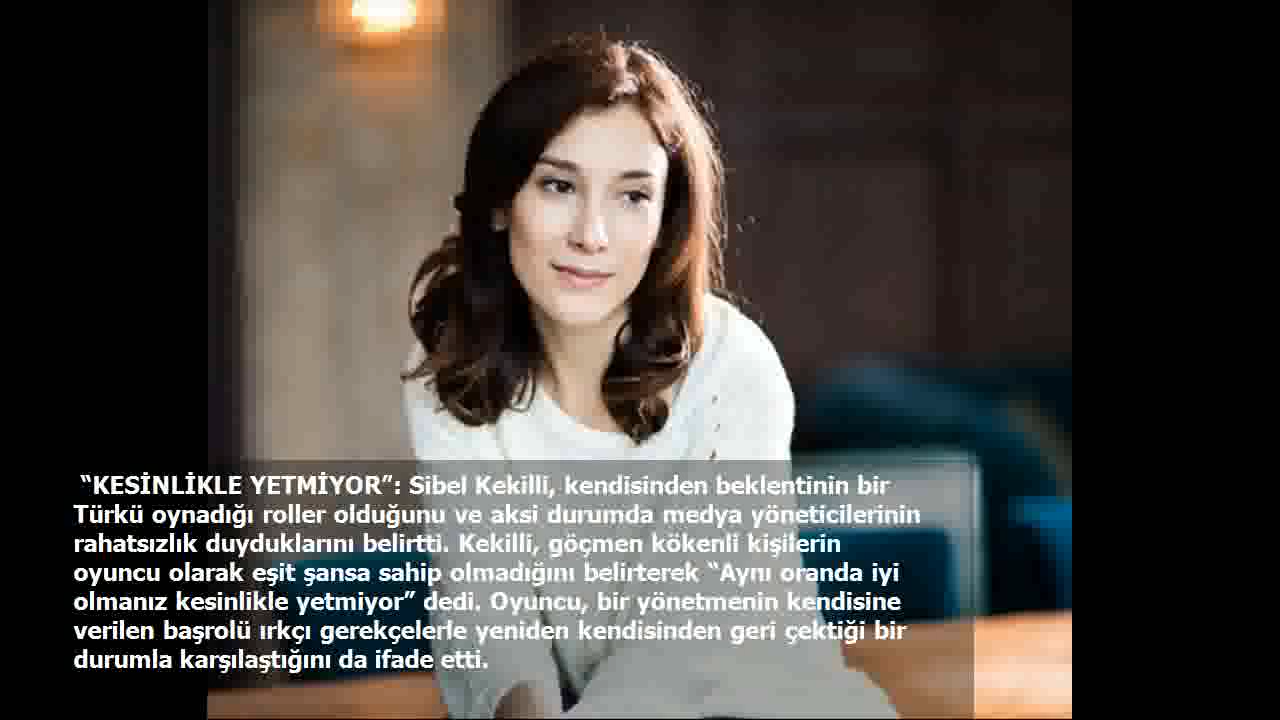 “KESİNLİKLE YETMİYOR”: Sibel Kekilli, kendisinden beklentinin bir
Türkü oynadığı roller olduğunu ve aksi durumda medya yöneticilerinin
rahatsızlık duyduklarını belirtti. Kekilli, göçmen kökenli kişilerin
oyuncu olarak eşit şansa sahip olmadığını belirterek “Aynı oranda iyi
olmanız kesinlikle yetmiyor” dedi. Oyuncu, bir yönetmenin kendisine
verilen başrolü ırkçı gerekçelerle yeniden kendisinden geri çektiği bir
durumla karşılaştığını da ifade etti.